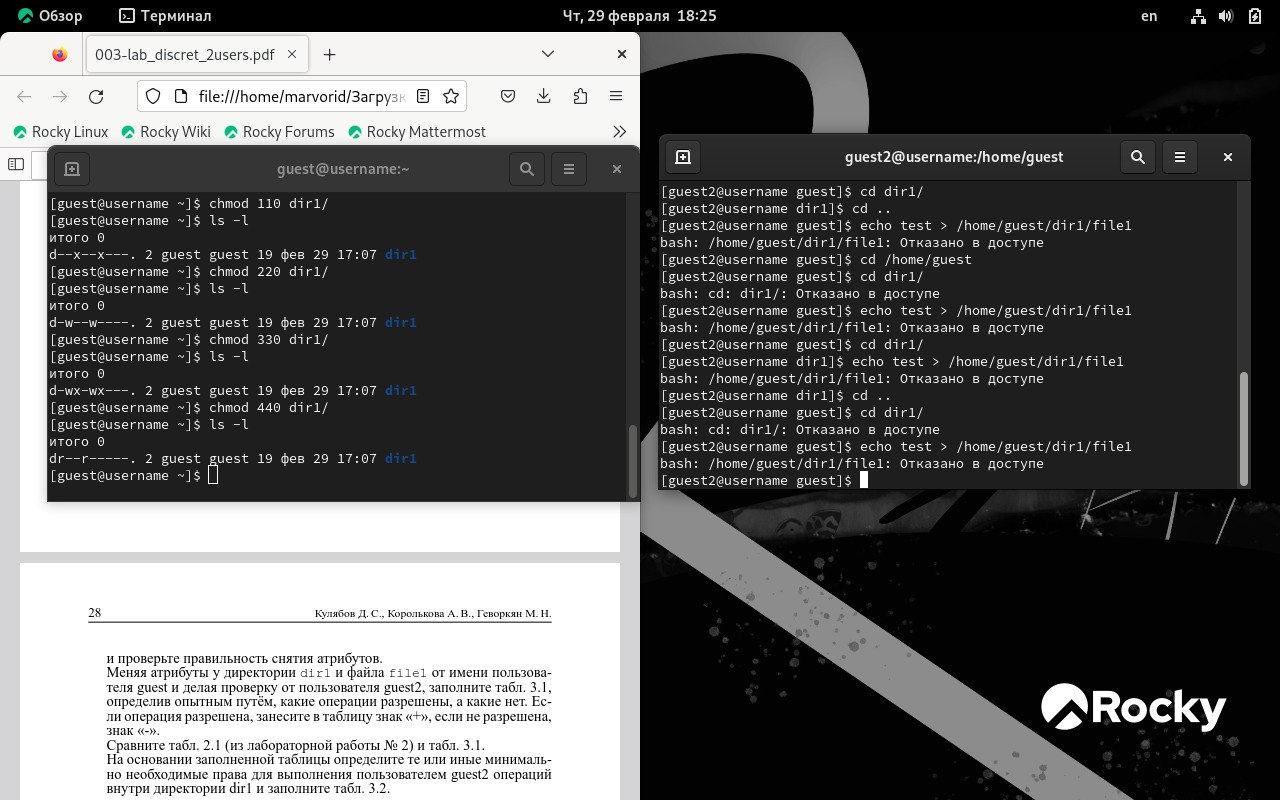 Обзор
Терминал
Чт, 29 февраля 18:25
en
003-lab_discret_2users.pdf
file:///home/marvorid/Загрузк
Rocky Linux
Rocky Wiki
Rocky Forums
Rocky Mattermost
guest@username:~
[guest@username ~]$ chmod 110 dir1/
[guest@username ~]$ ls -l
итого 0
d--x--x---. 2 guest guest 19 фев 29 17:07 dir1
[guest@username ~]$ chmod 220 dir1/
[guest@username ~]$ ls -l
итого 0
d-w--w----. 2 guest guest 19 фев 29 17:07 dir1
[guest@username ~]$ chmod 330 dir1/
[guest@username ~]$ ls -l
итого 0
d-wx-wx---. 2 guest guest 19 фев 29 17:07 dir1
[guest@username ~]$ chmod 440 dir1/
[guest@username ~]$ ls -l
итого 0
dr--r-----. 2 guest guest 19 фев 29 17:07 dir1
[guest@username ~]$
guest2@username:/home/guest
[guest2@username guest]$ cd dir1/
[guest2@username dir1]$ cd ..
[guest2@username guest]$ echo test > /home/guest/dir1/file1
bash: /home/guest/dir1/file1: Отказано в доступе
[guest2@username guest]$ cd /home/guest
[guest2@username guest]$ cd dir1/
bash: cd: dir1/: Отказано в доступе
[guest2@username guest]$ echo test > /home/guest/dir1/file1
bash: /home/guest/dir1/file1: Отказано в доступе
[guest2@username guest]$ cd dir1/
[guest2@username dir1]$ echo test > /home/guest/dir1/file1
bash: /home/guest/dir1/file1: Отказано в доступе
[guest2@username dir1]$ cd ..
[guest2@username guest]$ cd dir1/
bash: cd: dir1/: Отказано в доступе
[guest2@username guest]$ echo test > /home/guest/dir1/file1
bash: /home/guest/dir1/file1: Отказано в доступе
[guest2@username guest]$
28
Кулябов Д. С., Королькова А. В., Геворкян М. Н.
и проверьте правильность снятия атрибутов.
Меняя атрибуты у директории dir1 и файла file1 от имени пользова-
теля guest и делая проверку от пользователя guest2, заполните табл. 3.1,
определив опытным путём, какие операции разрешены, а какие нет. Ес-
ли операция разрешена, занесите в таблицу знак «+», если не разрешена,
знак «-».
Сравните табл. 2.1 (из лабораторной работы № 2) и табл. 3.1.
На основании заполненной таблицы определите те или иные минималь-
но необходимые права для выполнения пользователем guest2 операций
внутри директории dir1 и заполните табл. 3.2.
Rocky